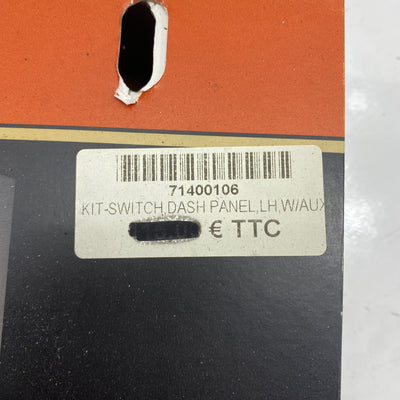 71400106
KIT-SWITCH,DASH PANEL,LH,W/AUX
€ TTC